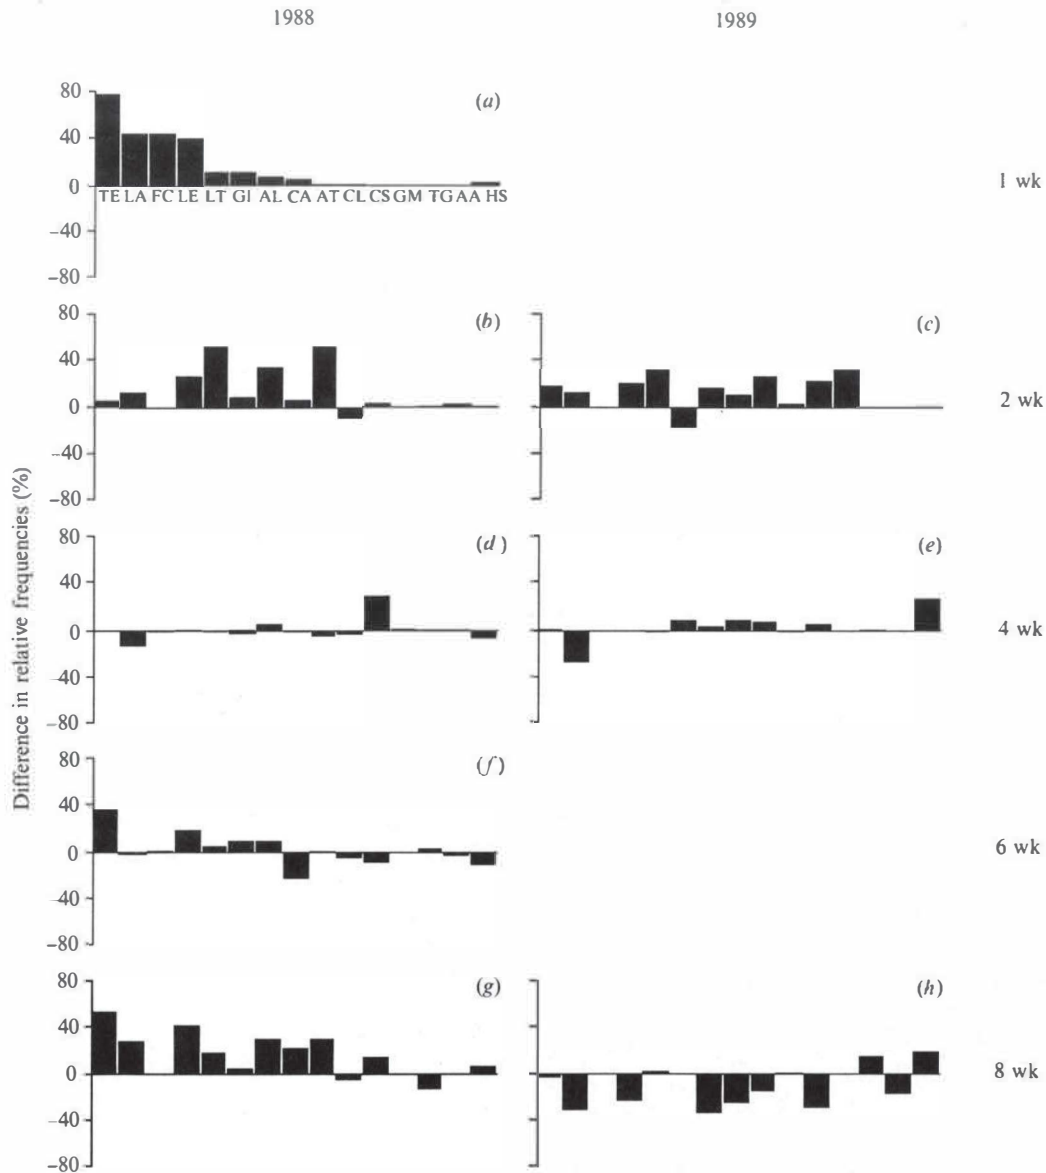 1988 1989
80 (a)
40
0 1 wk
TE LA FC LE LT GI AL CA AT CL CS GM TG AA HS
−40
−80
80 (b) (c)
40
0 2 wk
−40
−80
Difference in relative frequencies (%)
80 (d) (e)
40
0 4 wk
−40
−80
80 (f)
40
0 6 wk
−40
−80
80 (g) (h)
40
0 8 wk
−40
−80